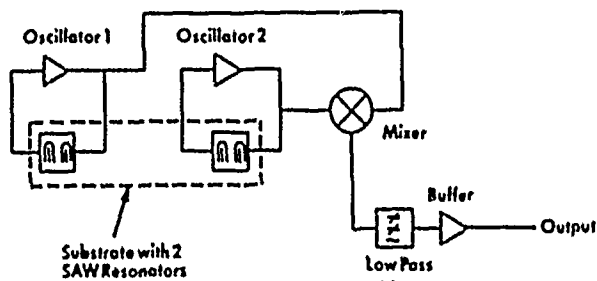 Oscillator 1
Oscillator 2
Mixer
Buffer
Output
Low Pass
Substrate with 2
SAW Resonators